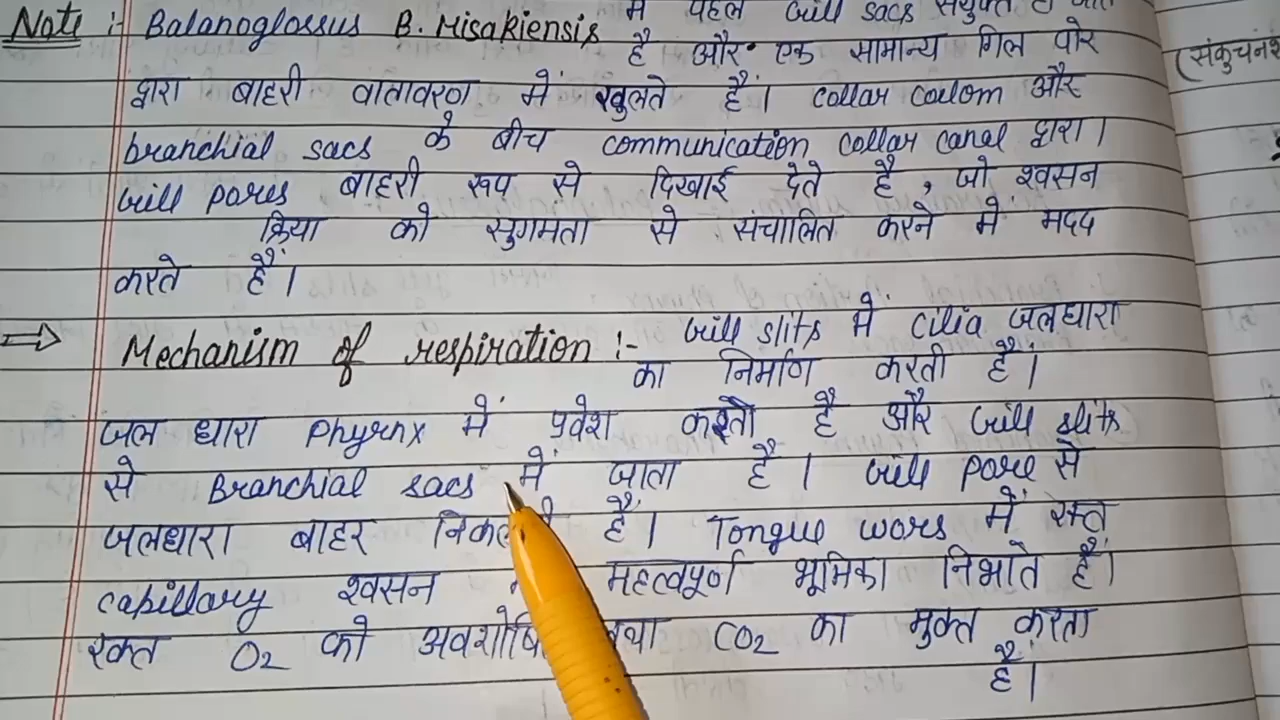 Note :- Balanoglossus B. Misakiensis में पहले Gill sacs संयुक्त हो जाते
है और एक सामान्य गिल पोर
द्वारा बाहरी वातावरण में खुलते हैं। collar coelom और
branchial sacs के बीच communication collar canal द्वारा।
Gill pores बाहरी रूप से दिखाई देते है, जो श्वसन
क्रिया को सुगमता से संचालित करने में मदद
करते हैं।
(संकुचनश
⇒ Mechanism of respiration :- Gill slits में cilia जलधारा
का निर्माण करती है।
जल धारा Phyrnx में प्रवेश करती है और Gill slits
से Branchial sacs में जाता है। Gill pore से
जलधारा बाहर है। Tongue wors में रक्त
capillary श्वसन महत्वपूर्ण भूमिका निभाते है।
रक्त O2 को तथा CO2 का मुक्त करता
है।